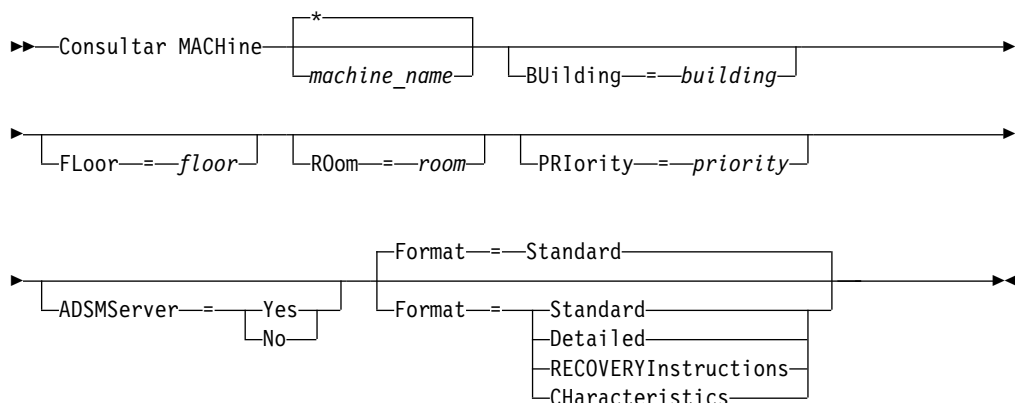 *
Consultar MACHine
machine_name
BUilding = building
FLoor = floor
ROom = room
PRIority = priority
Format = Standard
ADSMServer = Yes
No
Format = Standard
Detailed
RECOVERYInstructions
CHaracteristics